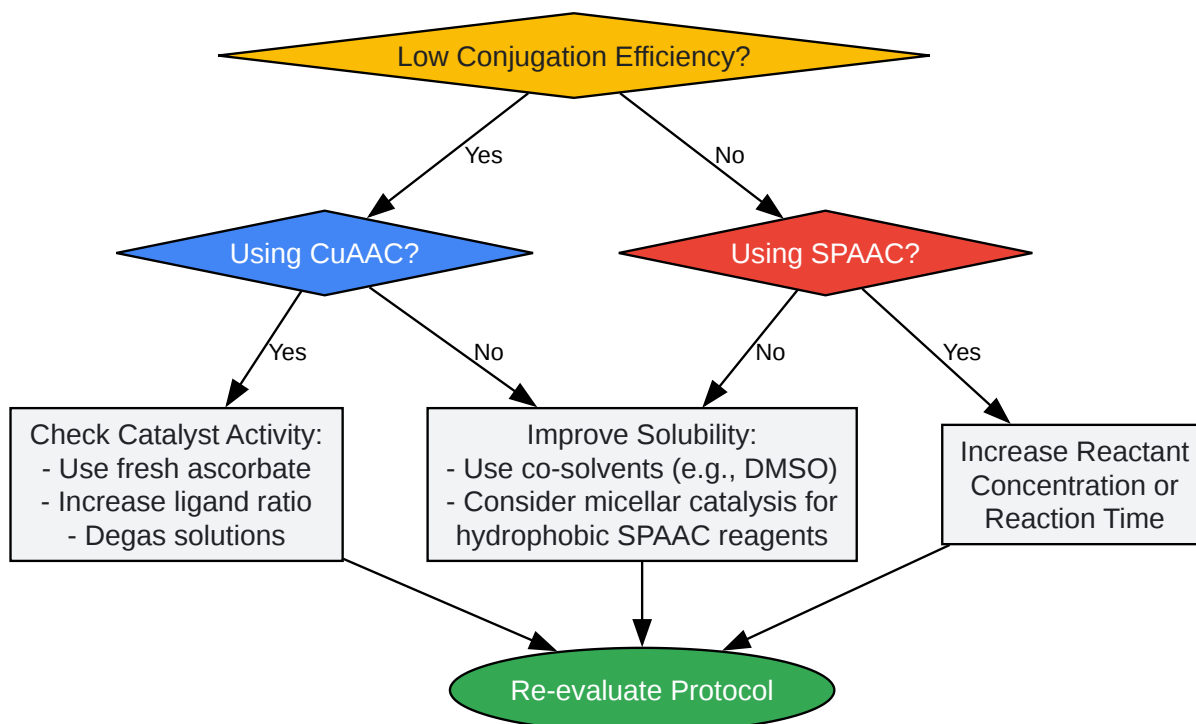 Low Conjugation Efficiency?
Yes
No
Using CuAAC?
Using SPAAC?
Yes
No
No
Yes
Check Catalyst Activity:
- Use fresh ascorbate
- Increase ligand ratio
- Degas solutions
Improve Solubility:
- Use co-solvents (e.g., DMSO)
- Consider micellar catalysis for
hydrophobic SPAAC reagents
Increase Reactant
Concentration or
Reaction Time
Re-evaluate Protocol